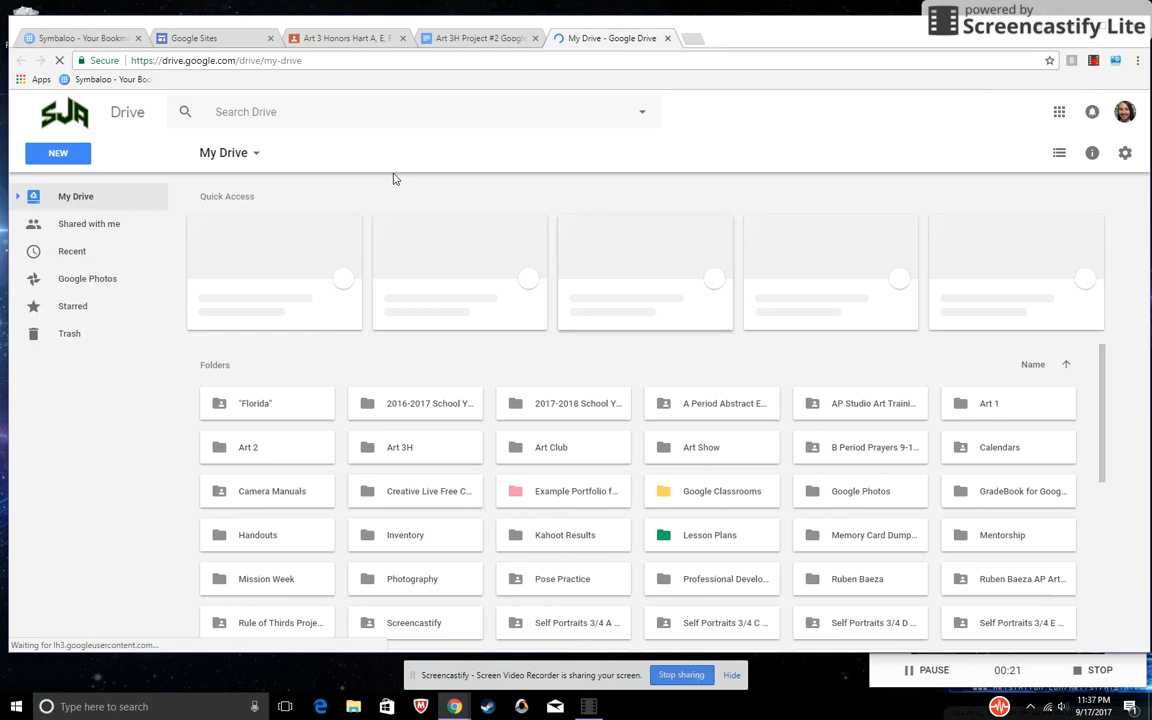 powered by
Screencastify Lite
Symbaloo - Your Bookma
Google Sites
Art 3 Honors Hart A, E, F,
Art 3H Project #2 Google
My Drive - Google Drive
Secure
https://drive.google.com/drive/my-drive
Apps
Symbaloo - Your Boo
SJA
Drive
Search Drive
NEW
My Drive
My Drive
Shared with me
Recent
Google Photos
Starred
Trash
Quick Access
Folders
Name
"Florida"
2016-2017 School Y...
2017-2018 School Y...
A Period Abstract E...
AP Studio Art Traini...
Art 1
Art 2
Art 3H
Art Club
Art Show
B Period Prayers 9-1...
Calendars
Camera Manuals
Creative Live Free C...
Example Portfolio f...
Google Classrooms
Google Photos
GradeBook for Goog...
Handouts
Inventory
Kahoot Results
Lesson Plans
Memory Card Dump...
Mentorship
Mission Week
Photography
Pose Practice
Professional Develo...
Ruben Baeza
Ruben Baeza AP Art...
Rule of Thirds Proje...
Screencastify
Self Portraits 3/4 A ...
Self Portraits 3/4 C ...
Self Portraits 3/4 D ...
Self Portraits 3/4 E ...
Waiting for lh3.googleusercontent.com...
Screencastify - Screen Video Recorder is sharing your screen.
Stop sharing
Hide
PAUSE
00:21
STOP
Type here to search
11:37 PM
9/17/2017
1